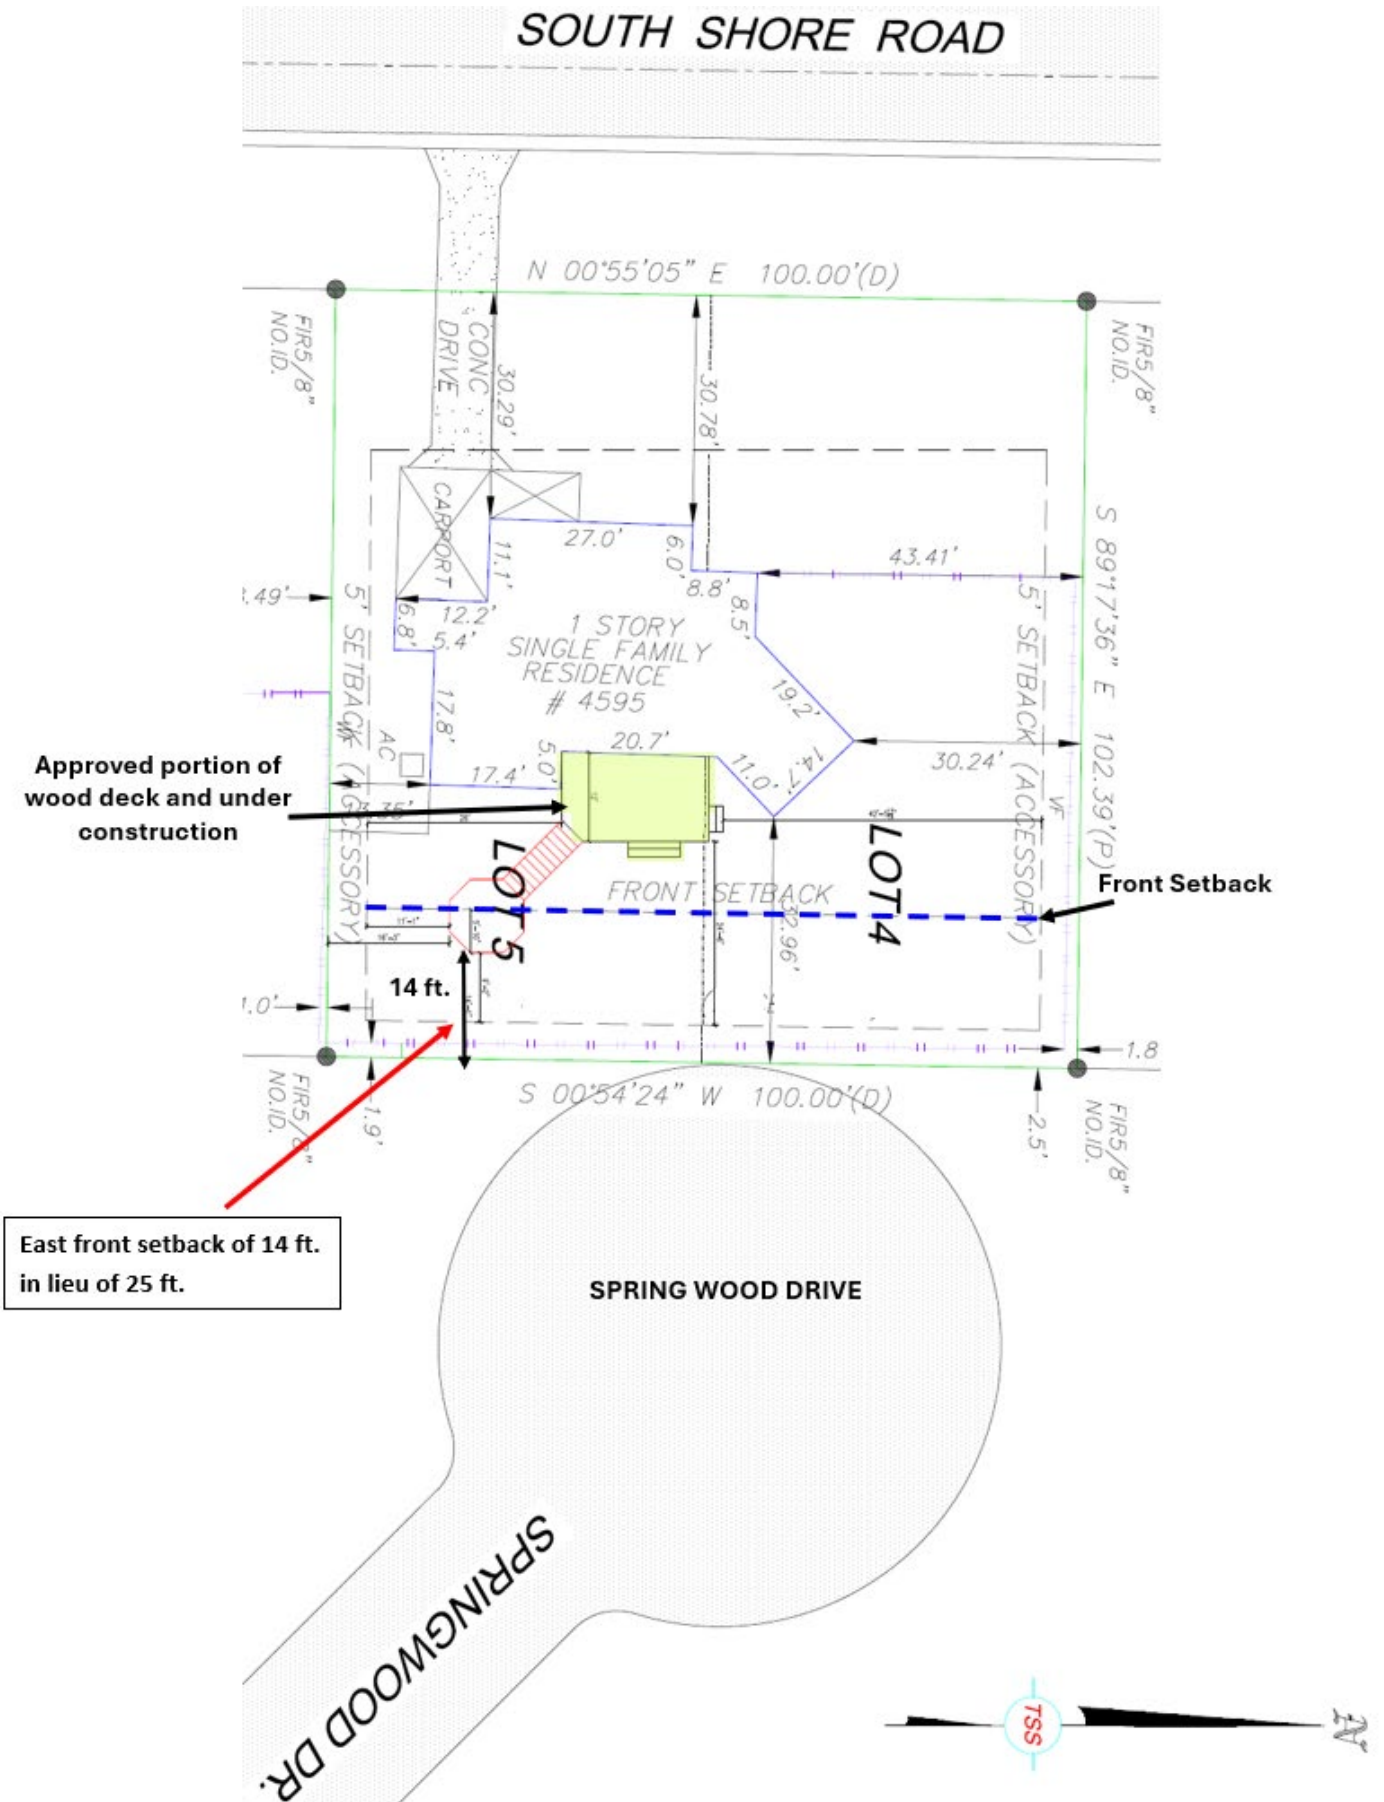 SOUTH SHORE ROAD
N 00°55'05" E 100.00'(D)
FIR5/8"
NO.ID.
CONC
DRIVE
30.29'
30.78'
FIR5/8"
NO.ID.
CARPORT
27.0'
11.1'
6.0'
8.8'
43.41'
S 89°17'36" E 102.39'(P)
12.2'
6.8'
5.4'
8.5'
5' SETBACK (ACCESSORY)
5' SETBACK (ACCESSORY)
1 STORY
SINGLE FAMILY
RESIDENCE
# 4595
19.2'
17.8'
AC
20.7'
5.0'
11.0'
14.7'
30.24'
17.4'
VF
Approved portion of
wood deck and under
construction
LOT 5
LOT 4
FRONT SETBACK
Front Setback
32.96'
14 ft.
1.0'
1.8
S 00°54'24" W 100.00'(D)
FIR5/8"
NO.ID.
1.9'
2.5'
FIR5/8"
NO.ID.
East front setback of 14 ft.
in lieu of 25 ft.
SPRING WOOD DRIVE
SPRINGWOOD DR.
TSS
N